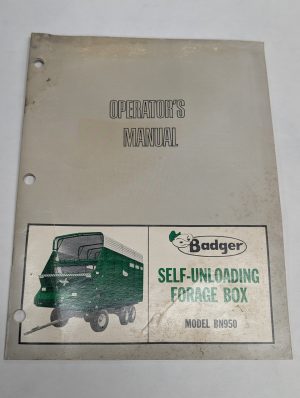 OPERATOR'S
MANUAL
Badger
SELF-UNLOADING
FORAGE BOX
MODEL BN950